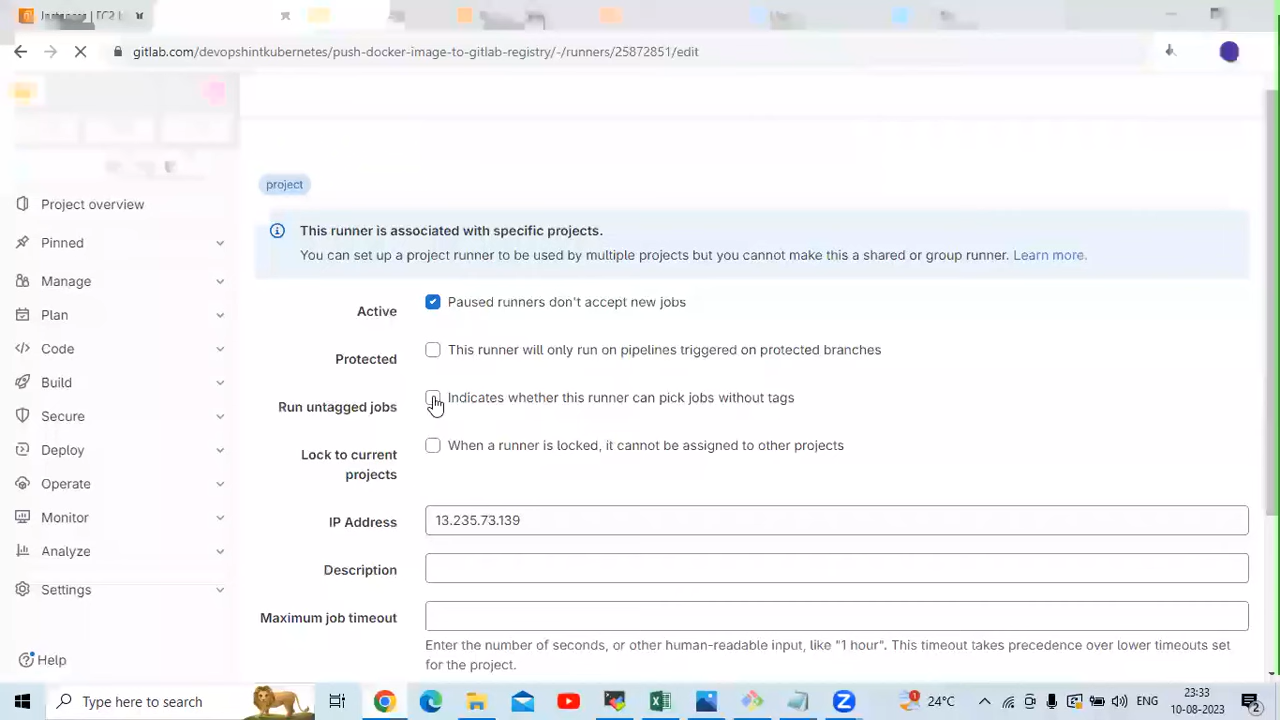 gitlab.com/devopshintkubernetes/push-docker-image-to-gitlab-registry/-/runners/25872851/edit
project
Project overview
This runner is associated with specific projects.
Pinned
You can set up a project runner to be used by multiple projects but you cannot make this a shared or group runner. Learn more.
Manage
Active
Paused runners don't accept new jobs
Plan
Code
Protected
This runner will only run on pipelines triggered on protected branches
Build
Run untagged jobs
Indicates whether this runner can pick jobs without tags
Secure
Deploy
Lock to current projects
When a runner is locked, it cannot be assigned to other projects
Operate
Monitor
IP Address
13.235.73.139
Analyze
Description
Settings
Maximum job timeout
Enter the number of seconds, or other human-readable input, like "1 hour". This timeout takes precedence over lower timeouts set
for the project.
Help
Type here to search
1
24°C
23:33
10-08-2023
2